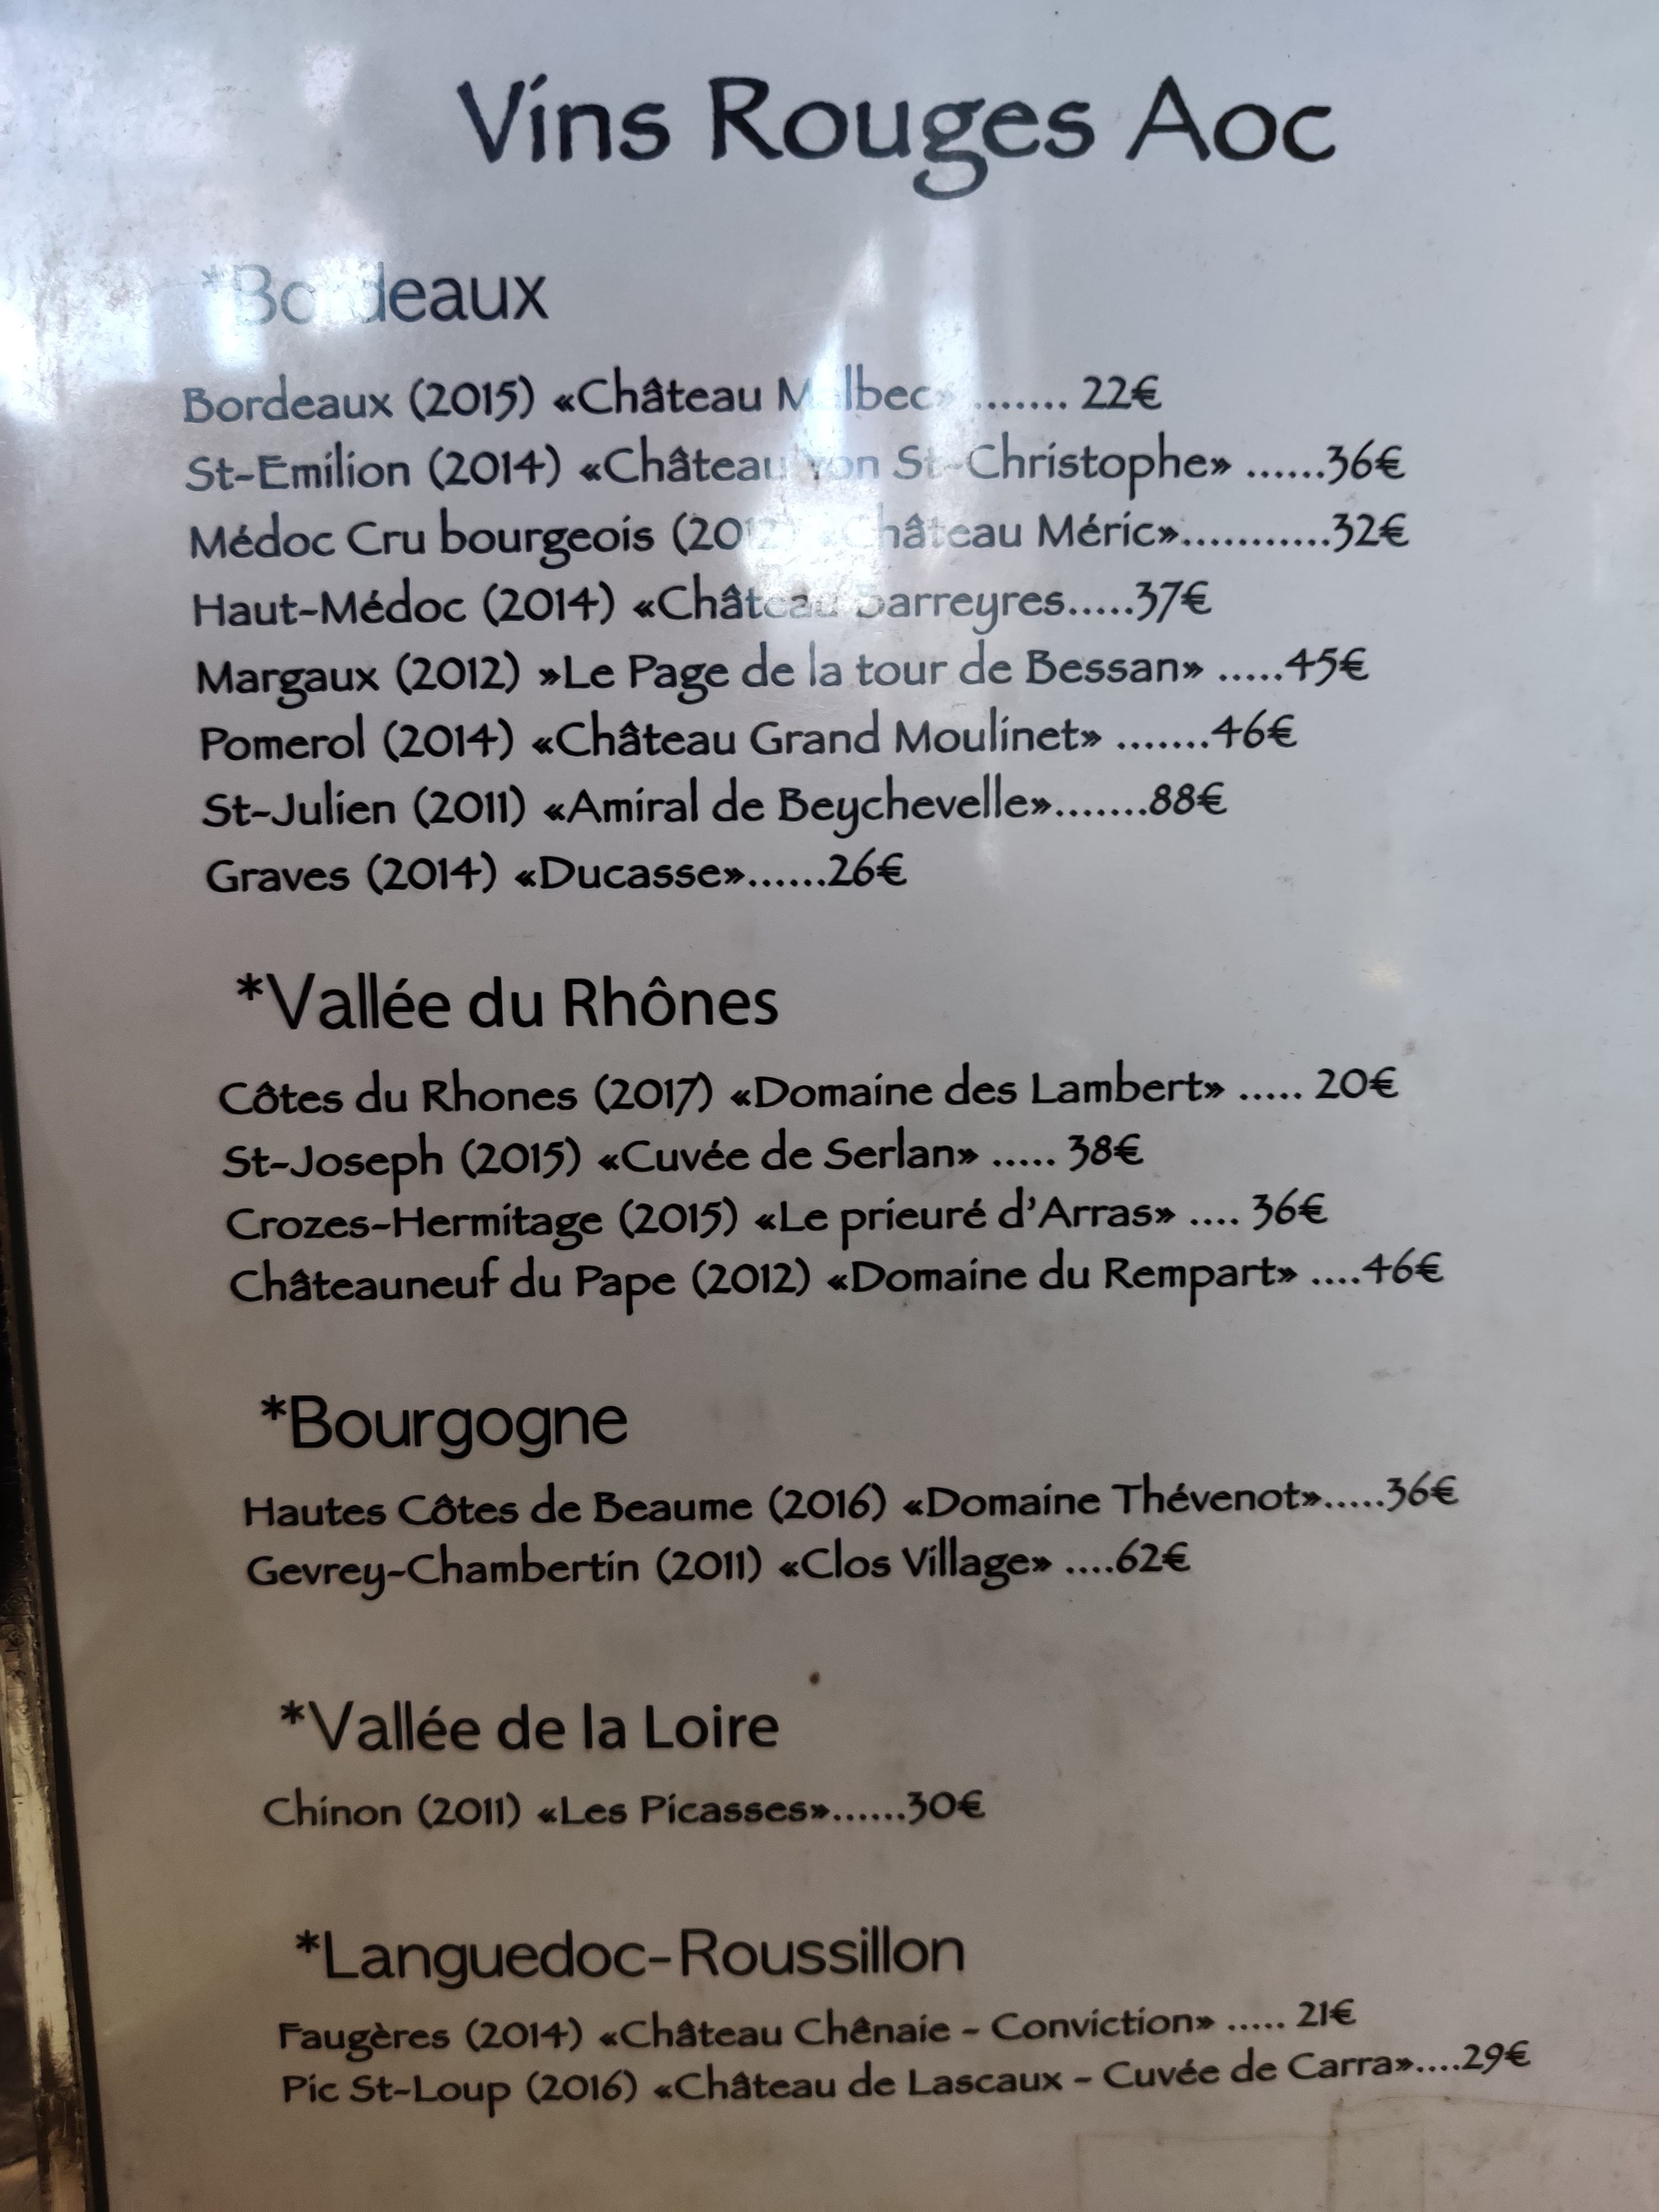 Vins Rouges Aoc
*Bordeaux
Bordeaux (2015) «Château Malbec» ....... 22€
St-Emilion (2014) «Château Yon St-Christophe» ......36€
Médoc Cru bourgeois (2012) «Château Méric»...........32€
Haut-Médoc (2014) «Château Barreyres.....37€
Margaux (2012) »Le Page de la tour de Bessan» .....45€
Pomerol (2014) «Château Grand Moulinet» .......46€
St-Julien (2011) «Amiral de Beychevelle».......88€
Graves (2014) «Ducasse»......26€
*Vallée du Rhônes
Côtes du Rhones (2017) «Domaine des Lambert» ..... 20€
St-Joseph (2015) «Cuvée de Serlan» ..... 38€
Crozes-Hermitage (2015) «Le prieuré d'Arras» .... 36€
Châteauneuf du Pape (2012) «Domaine du Rempart» ....46€
*Bourgogne
Hautes Côtes de Beaume (2016) «Domaine Thévenot».....36€
Gevrey-Chambertin (2011) «Clos Village» ....62€
*Vallée de la Loire
Chinon (2011) «Les Picasses»......30€
*Languedoc-Roussillon
Faugères (2014) «Château Chênaie - Conviction» ..... 21€
Pic St-Loup (2016) «Château de Lascaux - Cuvée de Carra»....29€